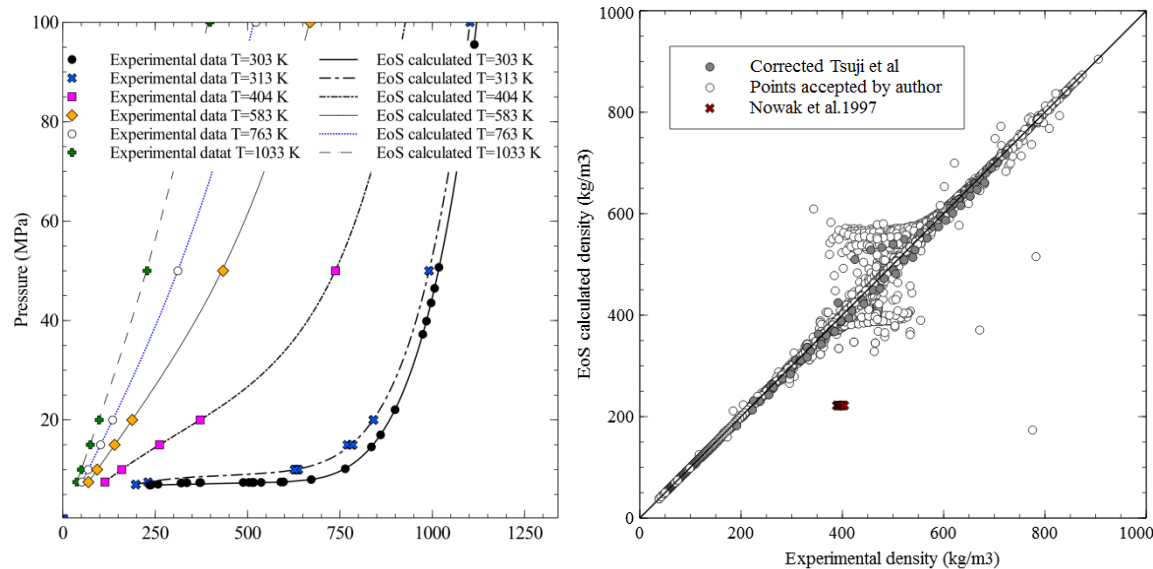 100
80
60
40
20
Pressure (MPa)
Experimental data T=303 K
Experimental data T=313 K
Experimental data T=404 K
Experimental data T=583 K
Experimental data T=763 K
Experimental datat T=1033 K
EoS calculated T=303 K
EoS calculated T=313 K
EoS calculated T=404 K
EoS calculated T=583 K
EoS calculated T=763 K
EoS calculated T=1033 K
0
250
500
750
1000
1250
1000
800
600
400
200
0
EoS calculated density (kg/m3)
Corrected Tsuji et al
Points accepted by author
Nowak et al.1997
0
200
400
600
800
1000
Experimental density (kg/m3)